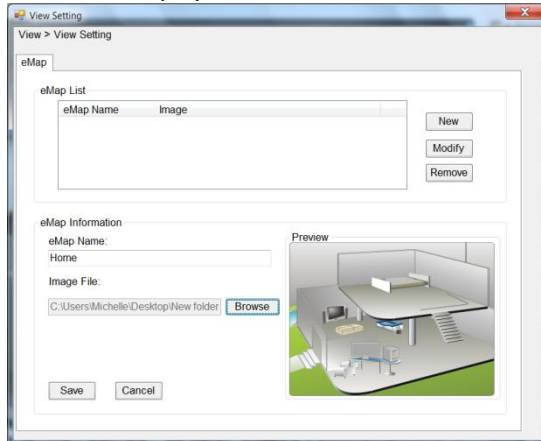 View Setting
View > View Setting
eMap
eMap List
eMap Name Image
New
Modify
Remove
eMap Information
eMap Name:
Home
Image File:
C:\Users\Michelle\Desktop\New folder
Browse
Preview
Save Cancel